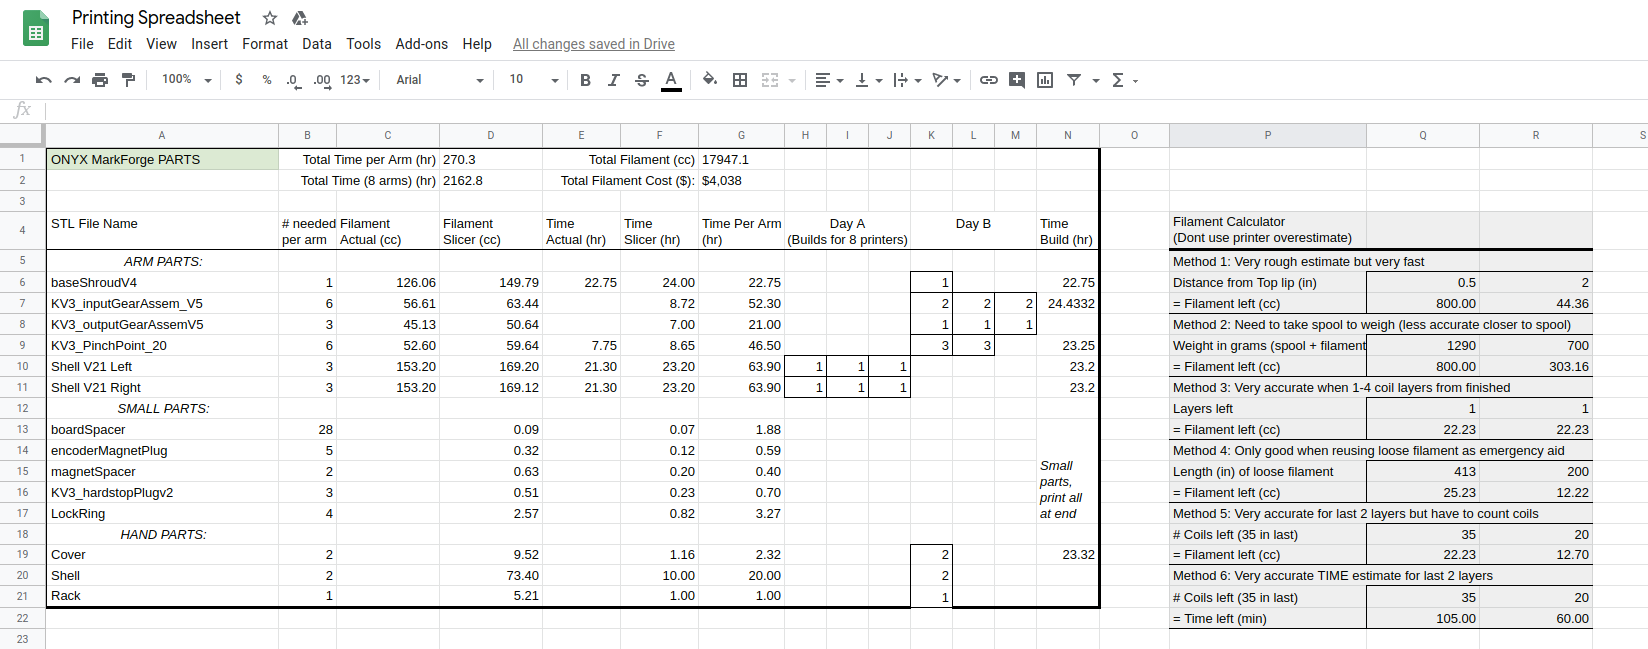 Printing Spreadsheet
File Edit View Insert Format Data Tools Add-ons Help All changes saved in Drive
100% $ % .0 .00 123 Arial 10 B I S A Σ
fx
A B C D E F G H I J K L M N O P Q R S
1 ONYX MarkForge PARTS Total Time per Arm (hr) 270.3 Total Filament (cc) 17947.1
2 Total Time (8 arms) (hr) 2162.8 Total Filament Cost ($): $4,038
3
4 STL File Name # needed per arm Filament Actual (cc) Filament Slicer (cc) Time Actual (hr) Time Slicer (hr) Time Per Arm (hr) Day A (Builds for 8 printers) Day B Time Build (hr) Filament Calculator (Dont use printer overestimate)
5 ARM PARTS: Method 1: Very rough estimate but very fast
6 baseShroudV4 1 126.06 149.79 22.75 24.00 22.75 1 22.75 Distance from Top lip (in) 0.5 2
7 KV3_inputGearAssem_V5 6 56.61 63.44 8.72 52.30 2 2 2 24.4332 = Filament left (cc) 800.00 44.36
8 KV3_outputGearAssemV5 3 45.13 50.64 7.00 21.00 1 1 1 Method 2: Need to take spool to weigh (less accurate closer to spool)
9 KV3_PinchPoint_20 6 52.60 59.64 7.75 8.65 46.50 3 3 23.25 Weight in grams (spool + filament 1290 700
10 Shell V21 Left 3 153.20 169.20 21.30 23.20 63.90 1 1 1 23.2 = Filament left (cc) 800.00 303.16
11 Shell V21 Right 3 153.20 169.12 21.30 23.20 63.90 1 1 1 23.2 Method 3: Very accurate when 1-4 coil layers from finished
12 SMALL PARTS: Layers left 1 1
13 boardSpacer 28 0.09 0.07 1.88 = Filament left (cc) 22.23 22.23
14 encoderMagnetPlug 5 0.32 0.12 0.59 Method 4: Only good when reusing loose filament as emergency aid
15 magnetSpacer 2 0.63 0.20 0.40 Small parts, print all at end Length (in) of loose filament 413 200
16 KV3_hardstopPlugv2 3 0.51 0.23 0.70 = Filament left (cc) 25.23 12.22
17 LockRing 4 2.57 0.82 3.27 Method 5: Very accurate for last 2 layers but have to count coils
18 HAND PARTS: # Coils left (35 in last) 35 20
19 Cover 2 9.52 1.16 2.32 2 23.32 = Filament left (cc) 22.23 12.70
20 Shell 2 73.40 10.00 20.00 2 Method 6: Very accurate TIME estimate for last 2 layers
21 Rack 1 5.21 1.00 1.00 1 # Coils left (35 in last) 35 20
22 = Time left (min) 105.00 60.00
23